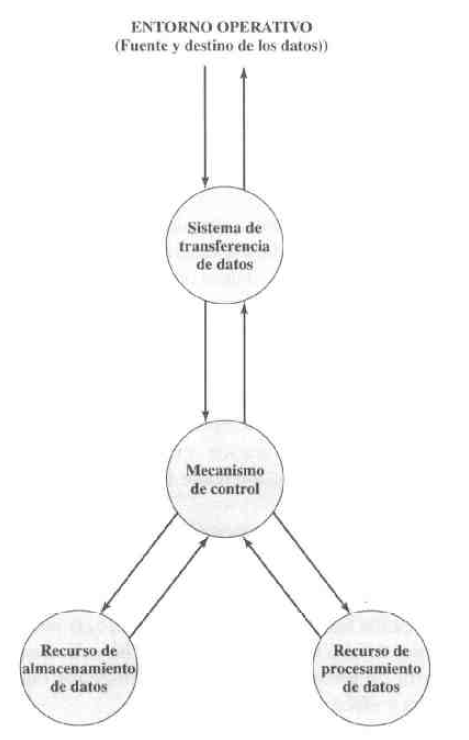 ENTORNO OPERATIVO
(Fuente y destino de los datos))
Sistema de
transferencia
de datos
Mecanismo
de control
Recurso de
almacenamiento
de datos
Recurso de
procesamiento
de datos